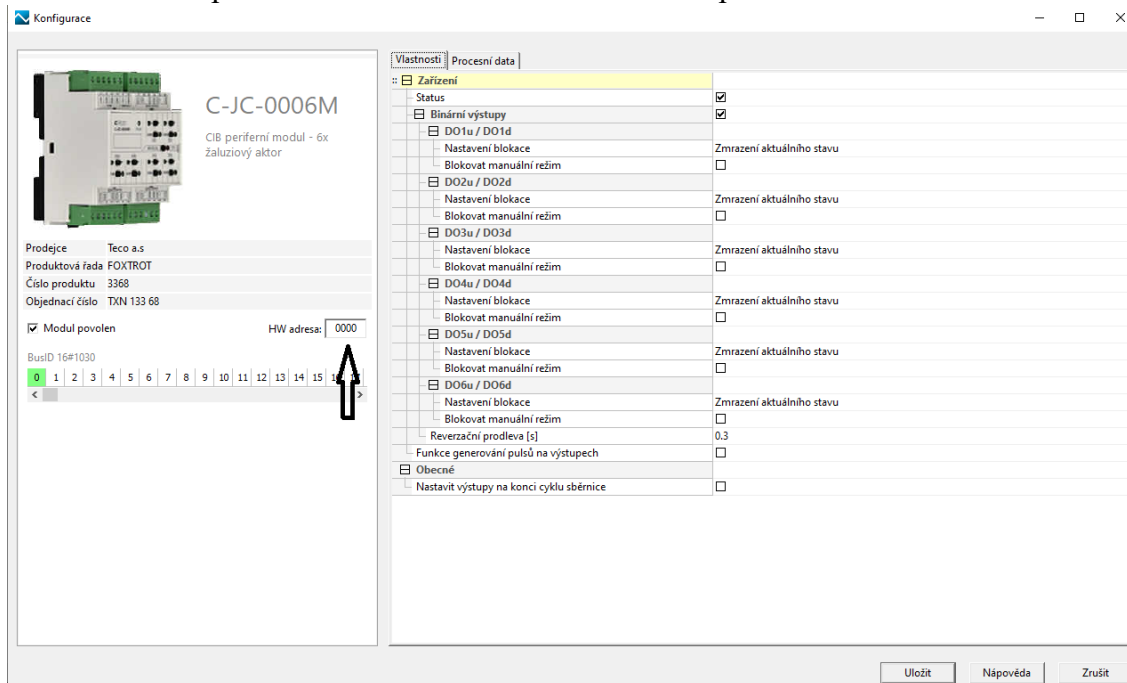 Konfigurace
C-JC-0006M
CIB periferní modul - 6x
žaluziový aktor
Prodejce Teco a.s
Produktová řada FOXTROT
Číslo produktu 3368
Objednací číslo TXN 133 68
Modul povolen HW adresa: 0000
BusID 16#1030
0 1 2 3 4 5 6 7 8 9 10 11 12 13 14 15
Vlastnosti Procesní data
Zařízení
Status
Binární výstupy
DO1u / DO1d
Nastavení blokace Zmrazení aktuálního stavu
Blokovat manuální režim
DO2u / DO2d
Nastavení blokace Zmrazení aktuálního stavu
Blokovat manuální režim
DO3u / DO3d
Nastavení blokace Zmrazení aktuálního stavu
Blokovat manuální režim
DO4u / DO4d
Nastavení blokace Zmrazení aktuálního stavu
Blokovat manuální režim
DO5u / DO5d
Nastavení blokace Zmrazení aktuálního stavu
Blokovat manuální režim
DO6u / DO6d
Nastavení blokace Zmrazení aktuálního stavu
Blokovat manuální režim
Reverzační prodleva [s] 0.3
Funkce generování pulsů na výstupech
Obecné
Nastavit výstupy na konci cyklu sběrnice
Uložit Nápověda Zrušit